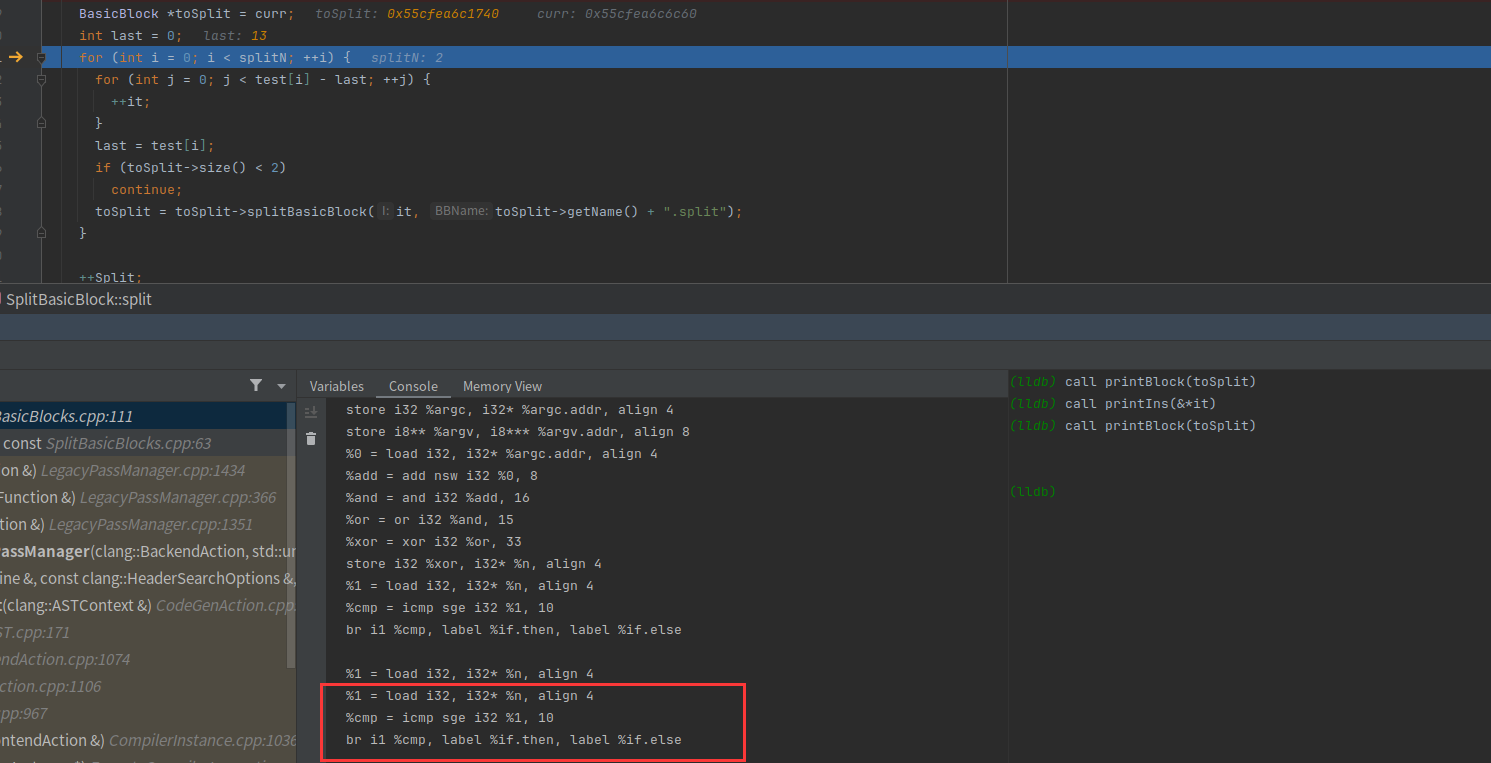 BasicBlock *toSplit = curr; toSplit: 0x55cfea6c1740 curr: 0x55cfea6c6c60
int last = 0; last: 13
for (int i = 0; i < splitN; ++i) { splitN: 2
for (int j = 0; j < test[i] - last; ++j) {
++it;
}
last = test[i];
if (toSplit->size() < 2)
continue;
toSplit = toSplit->splitBasicBlock( I: it, BBName: toSplit->getName() + ".split");
}
++Split;
SplitBasicBlock::split
Variables Console Memory View
asicBlocks.cpp:111
const SplitBasicBlocks.cpp:63
on &) LegacyPassManager.cpp:1434
Function &) LegacyPassManager.cpp:366
tion &) LegacyPassManager.cpp:1351
assManager(clang::BackendAction, std::ur
ine &, const clang::HeaderSearchOptions &,
t(clang::ASTContext &) CodeGenAction.cpp:
ST.cpp:171
endAction.cpp:1074
ction.cpp:1106
cpp:967
ontendAction &) CompilerInstance.cpp:1036
store i32 %argc, i32* %argc.addr, align 4
store i8** %argv, i8*** %argv.addr, align 8
%0 = load i32, i32* %argc.addr, align 4
%add = add nsw i32 %0, 8
%and = and i32 %add, 16
%or = or i32 %and, 15
%xor = xor i32 %or, 33
store i32 %xor, i32* %n, align 4
%1 = load i32, i32* %n, align 4
%cmp = icmp sge i32 %1, 10
br i1 %cmp, label %if.then, label %if.else
%1 = load i32, i32* %n, align 4
%1 = load i32, i32* %n, align 4
%cmp = icmp sge i32 %1, 10
br i1 %cmp, label %if.then, label %if.else
(lldb) call printBlock(toSplit)
(lldb) call printIns(&*it)
(lldb) call printBlock(toSplit)
(lldb)